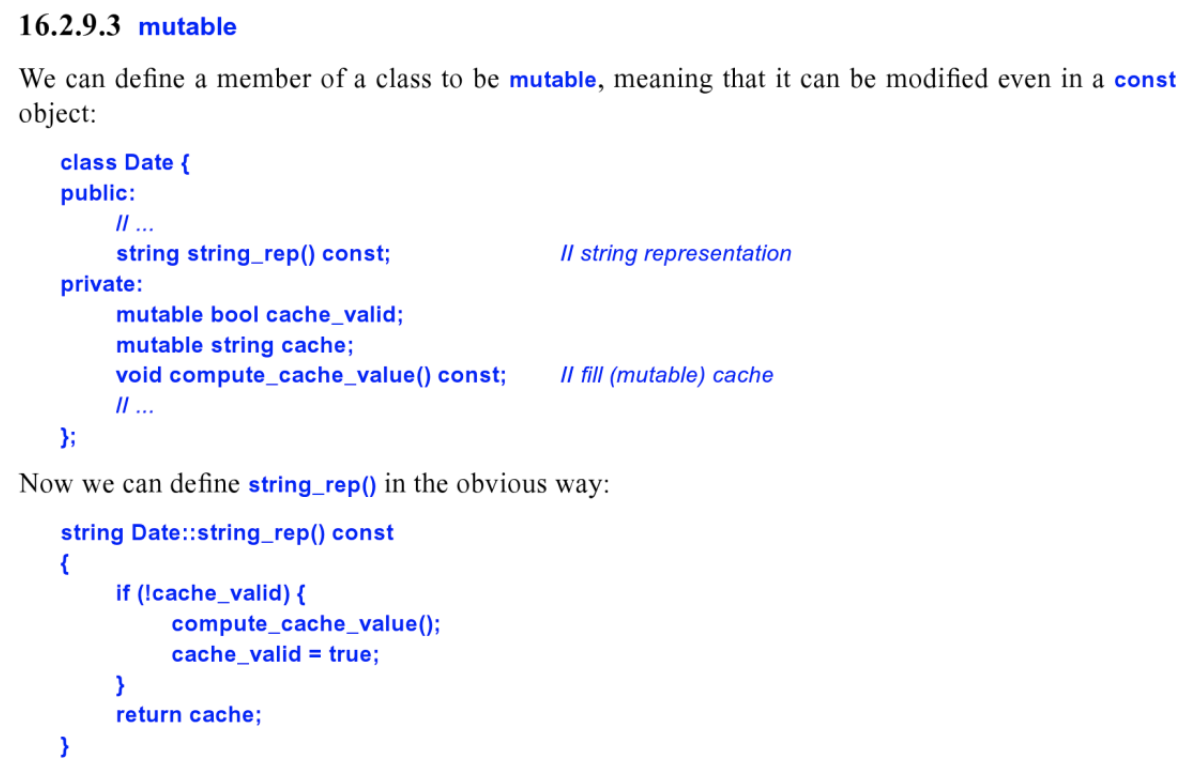 16.2.9.3 mutable
We can define a member of a class to be mutable, meaning that it can be modified even in a const
object:
class Date {
public:
// ...
string string_rep() const; // string representation
private:
mutable bool cache_valid;
mutable string cache;
void compute_cache_value() const; // fill (mutable) cache
// ...
};
Now we can define string_rep() in the obvious way:
string Date::string_rep() const
{
if (!cache_valid) {
compute_cache_value();
cache_valid = true;
}
return cache;
}